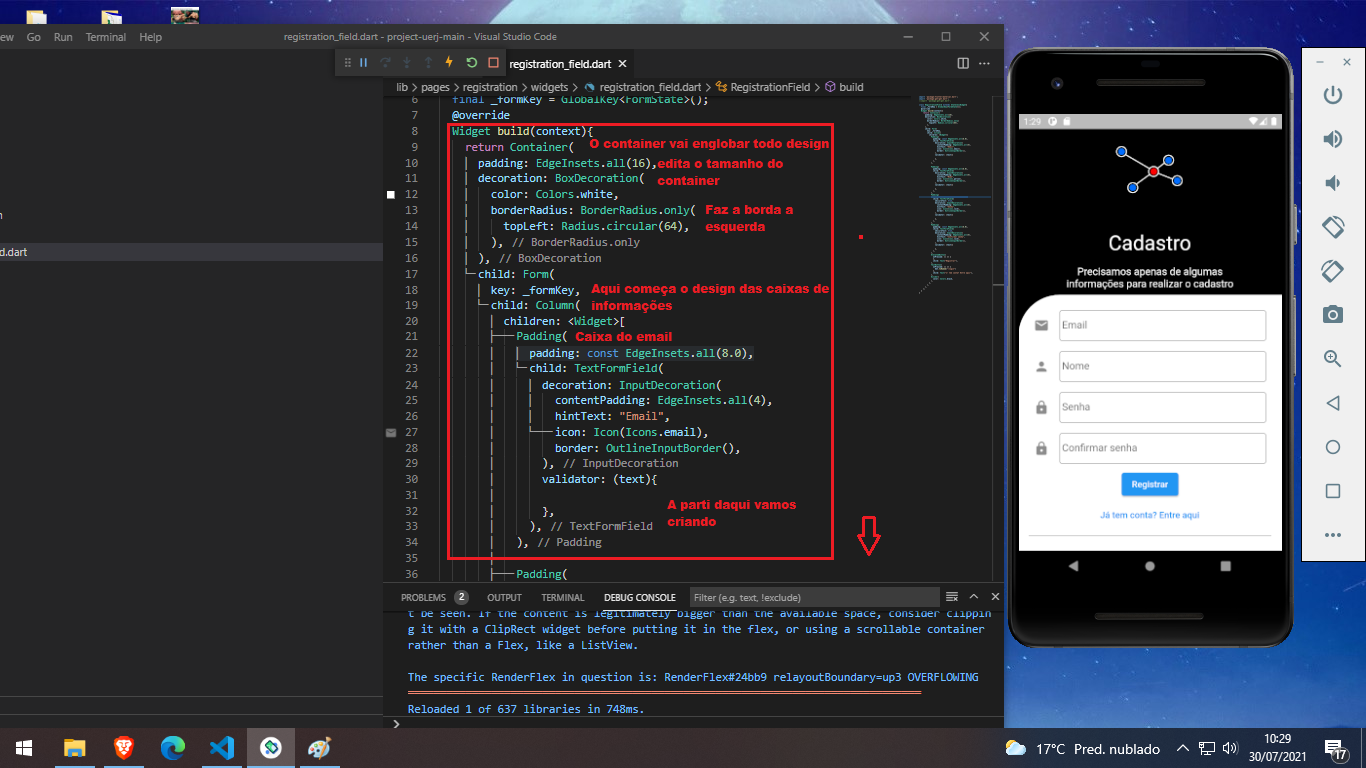 ew Go Run Terminal Help
registration_field.dart - project-uerj-main - Visual Studio Code
registration_field.dart
lib > pages > registration > widgets > registration_field.dart > RegistrationField > build
n
d.dart
6 final _formKey = GlobalKey<FormState>();
7 @override
8 Widget build(context){
9 return Container(
O container vai englobar todo design
10 padding: EdgeInsets.all(16),
edita o tamanho do
container
11 decoration: BoxDecoration(
12 color: Colors.white,
13 borderRadius: BorderRadius.only(
Faz a borda a
esquerda
14 topLeft: Radius.circular(64),
15 ), // BorderRadius.only
16 ), // BoxDecoration
17 child: Form(
18 key: _formKey,
Aqui começa o design das caixas de
informações
19 child: Column(
20 children: <Widget>[
21 Padding(
Caixa do email
22 padding: const EdgeInsets.all(8.0),
23 child: TextFormField(
24 decoration: InputDecoration(
25 contentPadding: EdgeInsets.all(4),
26 hintText: "Email",
27 icon: Icon(Icons.email),
28 border: OutlineInputBorder(),
29 ), // InputDecoration
30 validator: (text){
31
A parti daqui vamos
criando
32 },
33 ), // TextFormField
34 ), // Padding
35
36 Padding(
PROBLEMS 2 OUTPUT TERMINAL DEBUG CONSOLE Filter (e.g. text, !exclude)
t be seen. If the content is legitimately bigger than the available space, consider clippin
g it with a ClipRect widget before putting it in the flex, or using a scrollable container
rather than a Flex, like a ListView.
The specific RenderFlex in question is: RenderFlex#24bb9 relayoutBoundary=up3 OVERFLOWING
Reloaded 1 of 637 libraries in 748ms.
1:29
Cadastro
Precisamos apenas de algumas
informações para realizar o cadastro
Email
Nome
Senha
Confirmar senha
Registrar
Já tem conta? Entre aqui
17°C Pred. nublado
10:29
30/07/2021
17